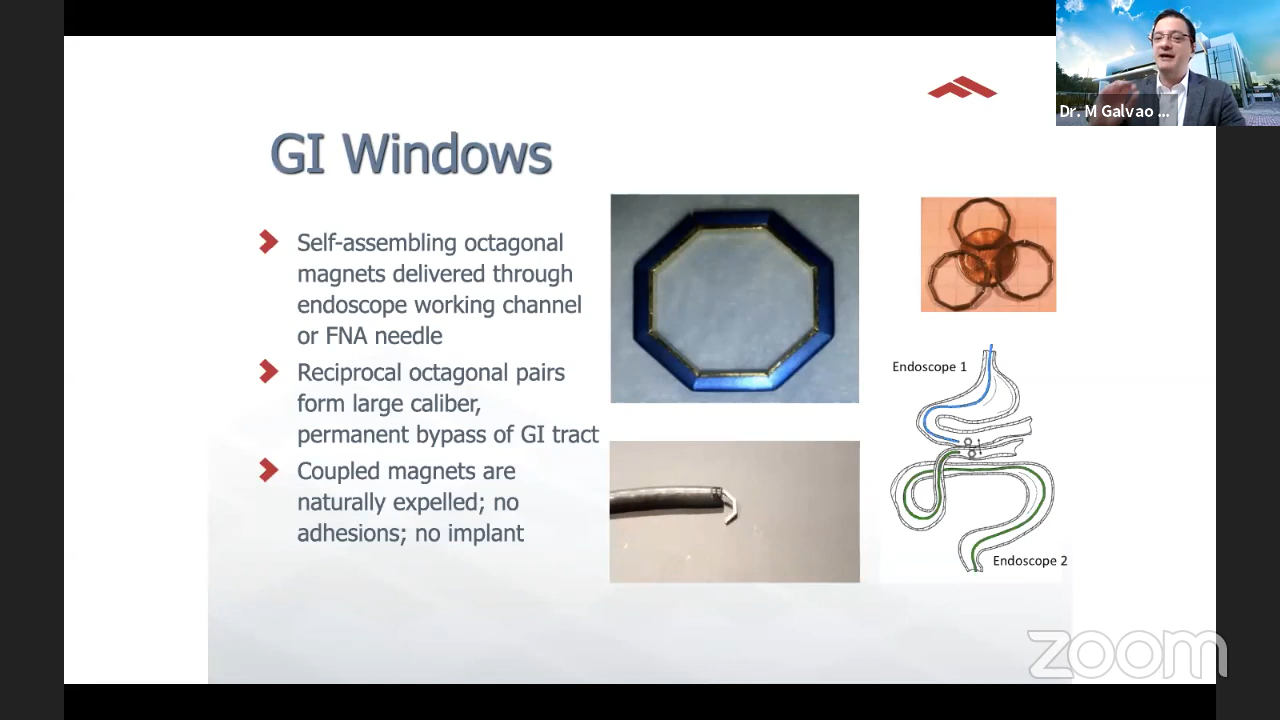 Dr. M Galvao ...
GI Windows
Self-assembling octagonal
magnets delivered through
endoscope working channel
or FNA needle
Reciprocal octagonal pairs
form large caliber,
permanent bypass of GI tract
Coupled magnets are
naturally expelled; no
adhesions; no implant
Endoscope 1
Endoscope 2
zoom